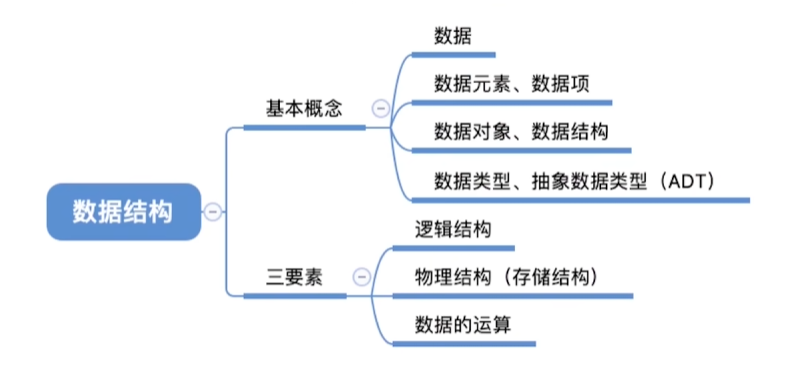 数据结构
基本概念
数据
数据元素、数据项
数据对象、数据结构
数据类型、抽象数据类型（ADT）
三要素
逻辑结构
物理结构（存储结构）
数据的运算